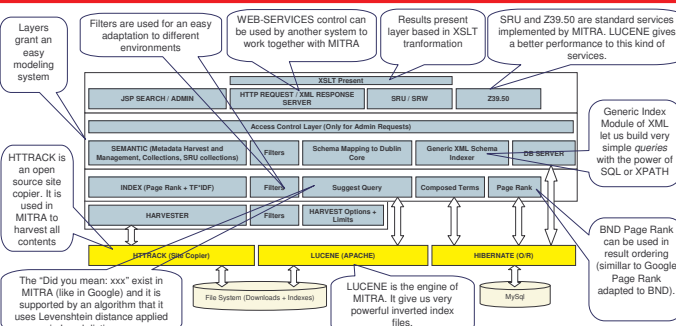 Layers
grant an
easy
modeling
system
Filters are used for an easy
adaptation to different
environments
WEB-SERVICES control can
be used by another system to
work together with MITRA
Results present
layer based in XSLT
tranformation
SRU and Z39.50 are standard services
implemented by MITRA. LUCENE gives
a better performance to this kind of
services.
XSLT Present
JSP SEARCH / ADMIN
HTTP REQUEST / XML RESPONSE
SERVER
SRU / SRW
Z39.50
Access Control Layer (Only for Admin Requests)
SEMANTIC (Metadata Harvest and
Management, Collections, SRU collections)
Filters
Schema Mapping to Dublin
Core
Generic XML Schema
Indexer
DB SERVER
Generic Index
Module of XML
let us build very
simple queries
with the power of
SQL or XPATH
HTTRACK is
an open
source site
copier. It is
used in
MITRA to
harvest all
contents
INDEX (Page Rank + TF*IDF)
Filters
Suggest Query
Composed Terms
Page Rank
HARVESTER
Filters
HARVEST Options +
Limits
BND Page Rank
can be used in
result ordering
(simillar to Google
Page Rank
adapted to BND).
HTTRACK (Site Copier)
LUCENE (APACHE)
HIBERNATE (O/R)
The “Did you mean: xxx” exist in
MITRA (like in Google) and it is
supported by an algorithm that it
uses Levenshtein distance applied
File System (Downloads + Indexes)
LUCENE is the engine of
MITRA. It give us very
powerful inverted index
files.
MySql